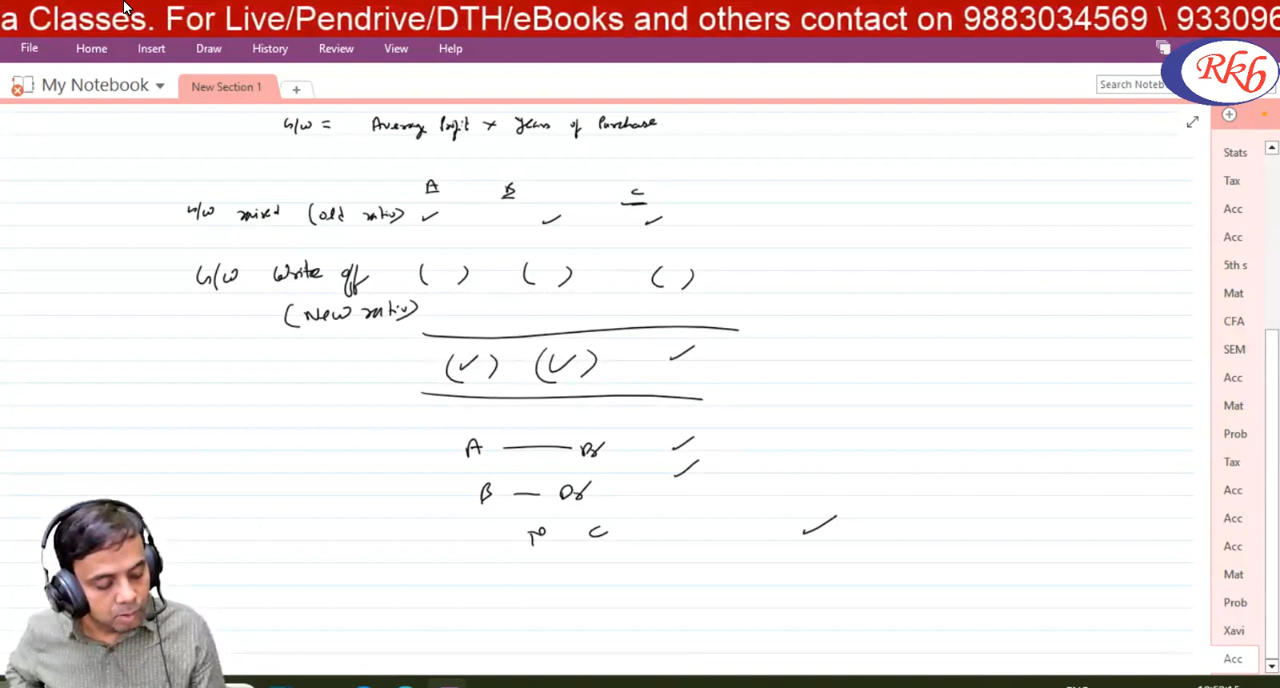 a Classes. For Live/Pendrive/DTH/eBooks and others contact on 9883034569 \ 933096
File Home Insert Draw History Review View Help
Rkb
My Notebook New Section 1 + Search Noteb
G/W = Average Profit × Years of Purchase
A B C
G/W raised (old ratio) ✓ ✓ ✓
G/W Write off ( ) ( ) ( )
(New ratio)
(✓) (✓) ✓
A — Dr ✓
B — Dr ✓
To C ✓
Stats
Tax
Acc
Acc
5th s
Mat
CFA
SEM
Acc
Mat
Prob
Tax
Acc
Acc
Acc
Mat
Prob
Xavi
Acc